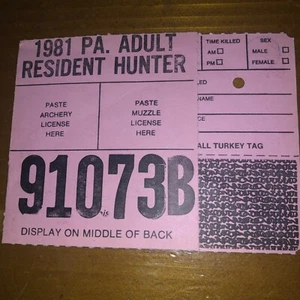 1981 PA. ADULT
RESIDENT HUNTER
PASTE
ARCHERY
LICENSE
HERE
PASTE
MUZZLE
LICENSE
HERE
91073B
DISPLAY ON MIDDLE OF BACK
TIME KILLED
AM
PM
SEX
MALE
FEMALE
LED
NAME
ALL TURKEY TAG